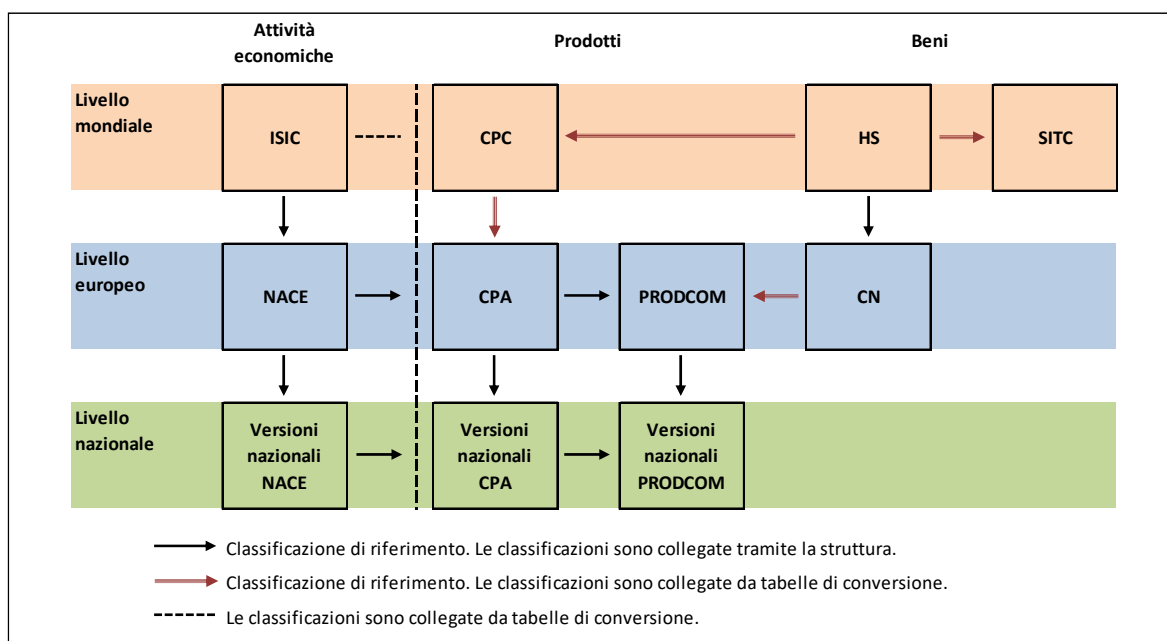 Attività
economiche
Prodotti
Beni
Livello
mondiale
ISIC
CPC
HS
SITC
Livello
europeo
NACE
CPA
PRODCOM
CN
Livello
nazionale
Versioni
nazionali
NACE
Versioni
nazionali
CPA
Versioni
nazionali
PRODCOM
Classificazione di riferimento. Le classificazioni sono collegate tramite la struttura.
Classificazione di riferimento. Le classificazioni sono collegate da tabelle di conversione.
Le classificazioni sono collegate da tabelle di conversione.